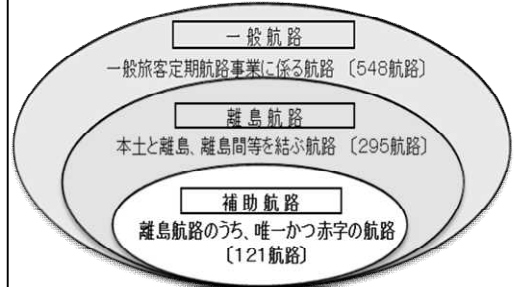 一般航路
一般旅客定期航路事業に係る航路 〔548航路〕
離島航路
本土と離島、離島間等を結ぶ航路 〔295航路〕
補助航路
離島航路のうち、唯一かつ赤字の航路
〔121航路〕